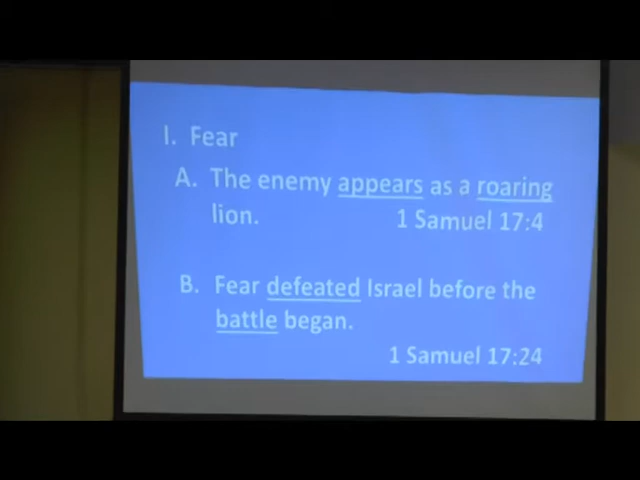 I. Fear
A. The enemy appears as a roaring
lion. 1 Samuel 17:4
B. Fear defeated Israel before the
battle began.
1 Samuel 17:24